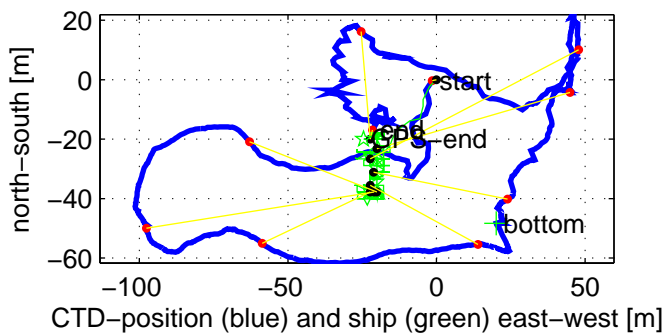 20
0
−20
−40
−60
north−south [m]
start
end
GPS−end
bottom
−100
−50
0
50
CTD−position (blue) and ship (green) east−west [m]